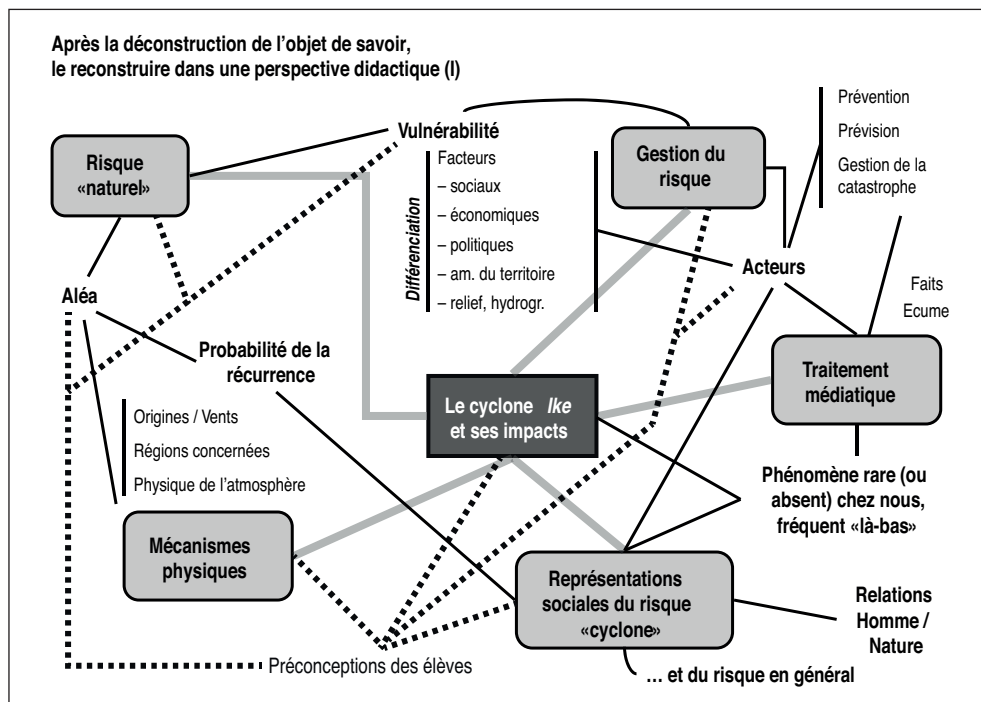 Après la déconstruction de l'objet de savoir,
le reconstruire dans une perspective didactique (I)
Risque
«naturel»
Vulnérabilité
Différenciation
Facteurs
– sociaux
– économiques
– politiques
– am. du territoire
– relief, hydrogr.
Gestion du
risque
Prévention
Prévision
Gestion de la
catastrophe
Acteurs
Faits
Ecume
Aléa
Probabilité de la
récurrence
Le cyclone Ike
et ses impacts
Traitement
médiatique
Origines / Vents
Régions concernées
Physique de l'atmosphère
Phénomène rare (ou
absent) chez nous,
fréquent «là-bas»
Mécanismes
physiques
Représentations
sociales du risque
«cyclone»
Relations
Homme /
Nature
Préconceptions des élèves
... et du risque en général